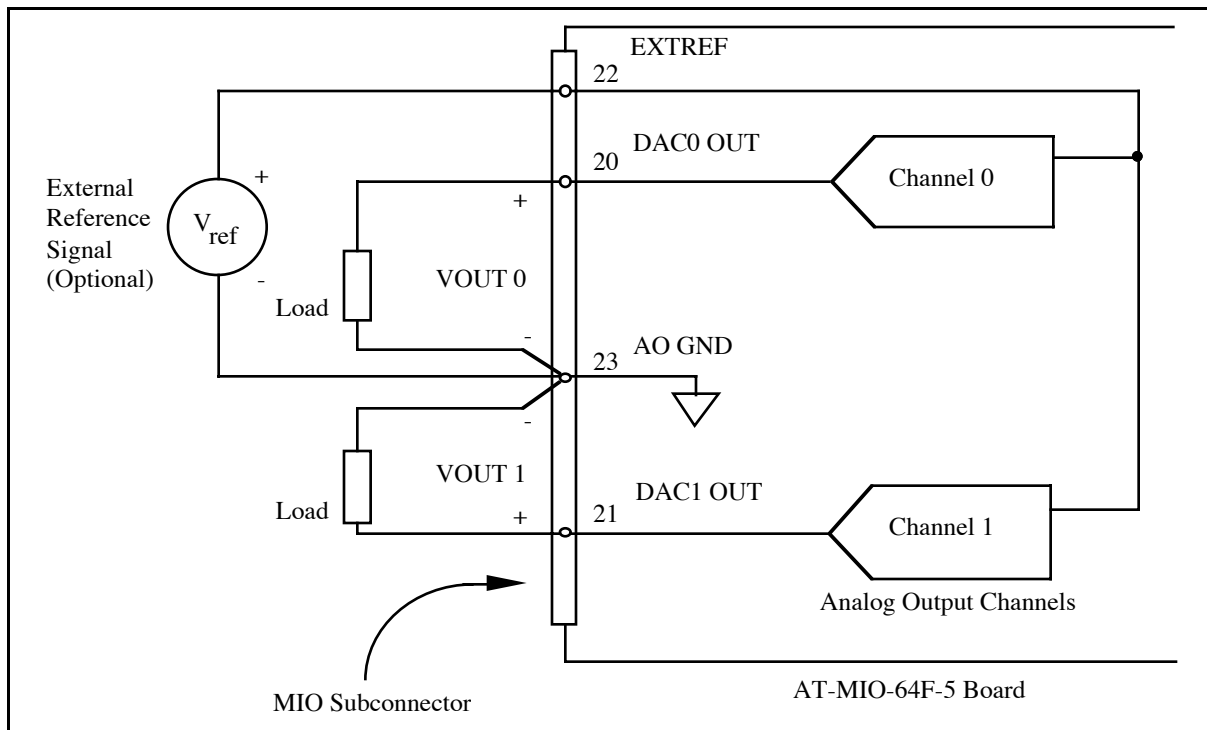 EXTREF
22
DAC0 OUT
20
Channel 0
External
Reference
Signal
(Optional)
+
V
ref
-
+
VOUT 0
Load
-
AO GND
23
-
VOUT 1
Load
+
DAC1 OUT
21
Channel 1
Analog Output Channels
MIO Subconnector
AT-MIO-64F-5 Board